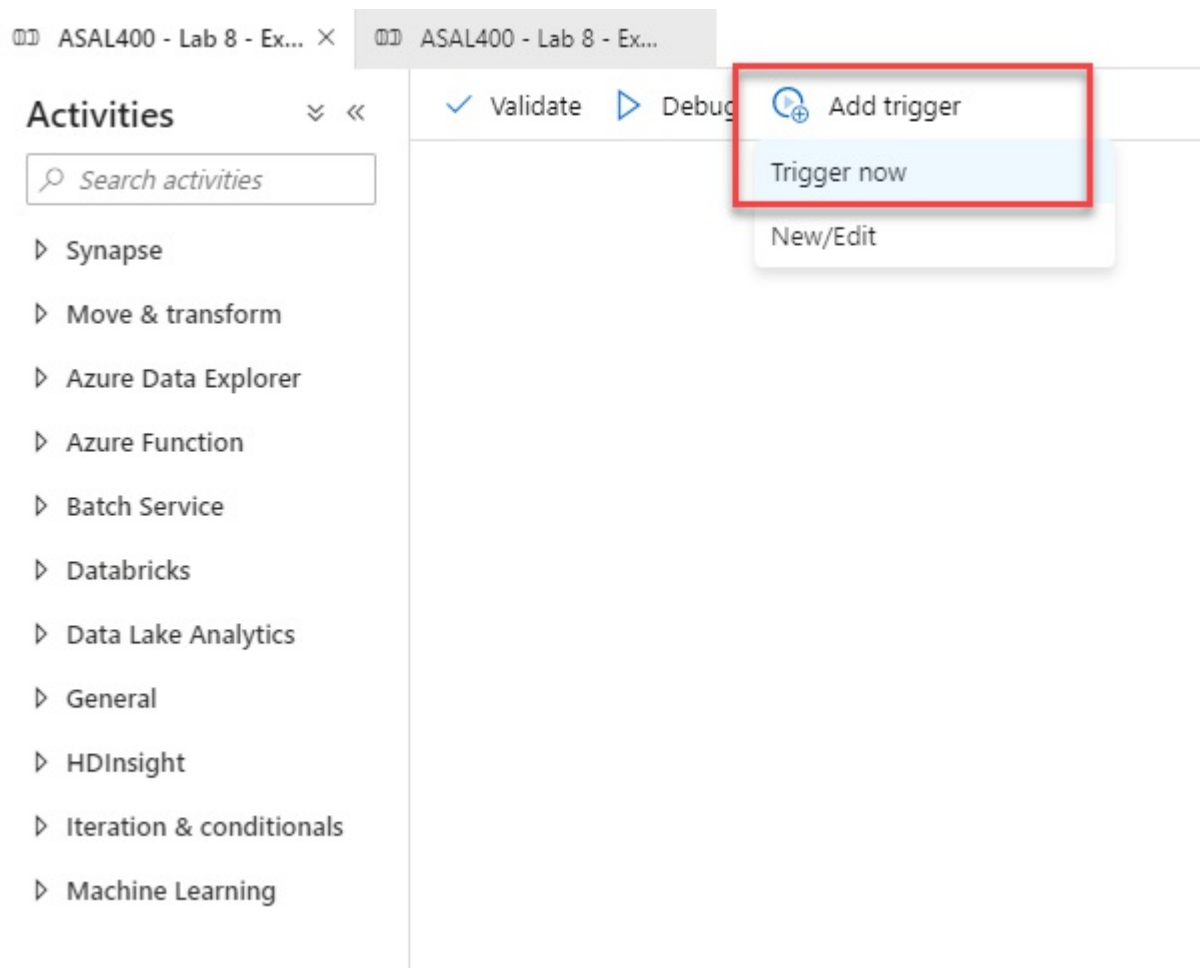 ASAL400 - Lab 8 - Ex... ASAL400 - Lab 8 - Ex...
Activities
Validate Debug Add trigger
Search activities
Trigger now
New/Edit
Synapse
Move & transform
Azure Data Explorer
Azure Function
Batch Service
Databricks
Data Lake Analytics
General
HDInsight
Iteration & conditionals
Machine Learning